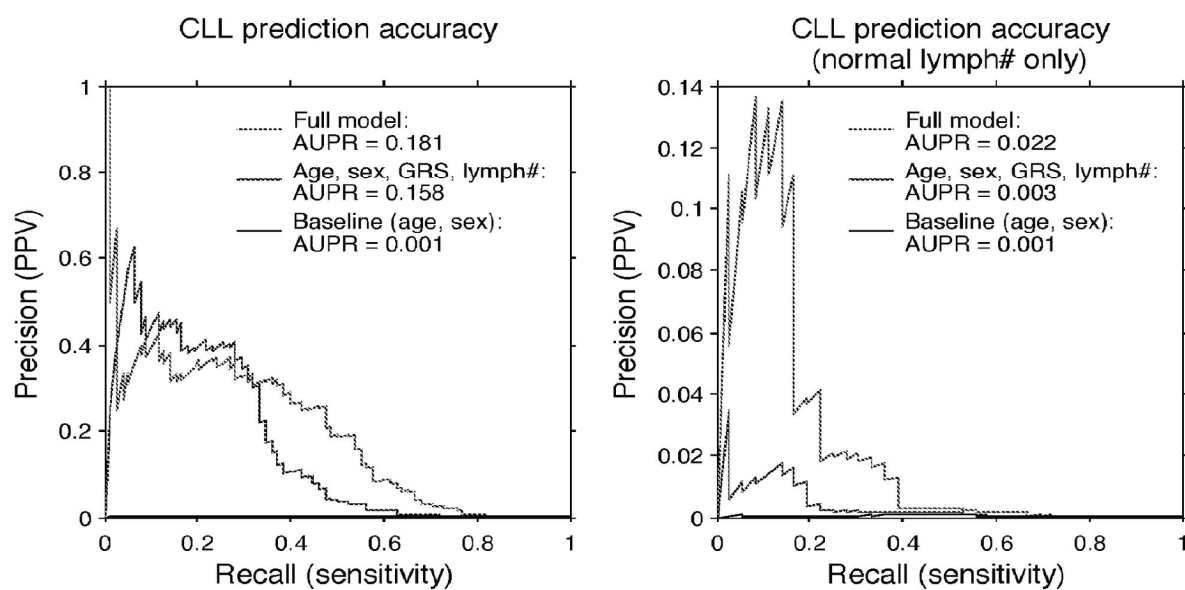 CLL prediction accuracy
1
0.8
0.6
0.4
0.2
0
Precision (PPV)
Full model:
AUPR = 0.181
Age, sex, GRS, lymph#:
AUPR = 0.158
Baseline (age, sex):
AUPR = 0.001
0 0.2 0.4 0.6 0.8 1
Recall (sensitivity)
CLL prediction accuracy
(normal lymph# only)
0.14
0.12
0.1
0.08
0.06
0.04
0.02
0
Precision (PPV)
Full model:
AUPR = 0.022
Age, sex, GRS, lymph#:
AUPR = 0.003
Baseline (age, sex):
AUPR = 0.001
0 0.2 0.4 0.6 0.8 1
Recall (sensitivity)